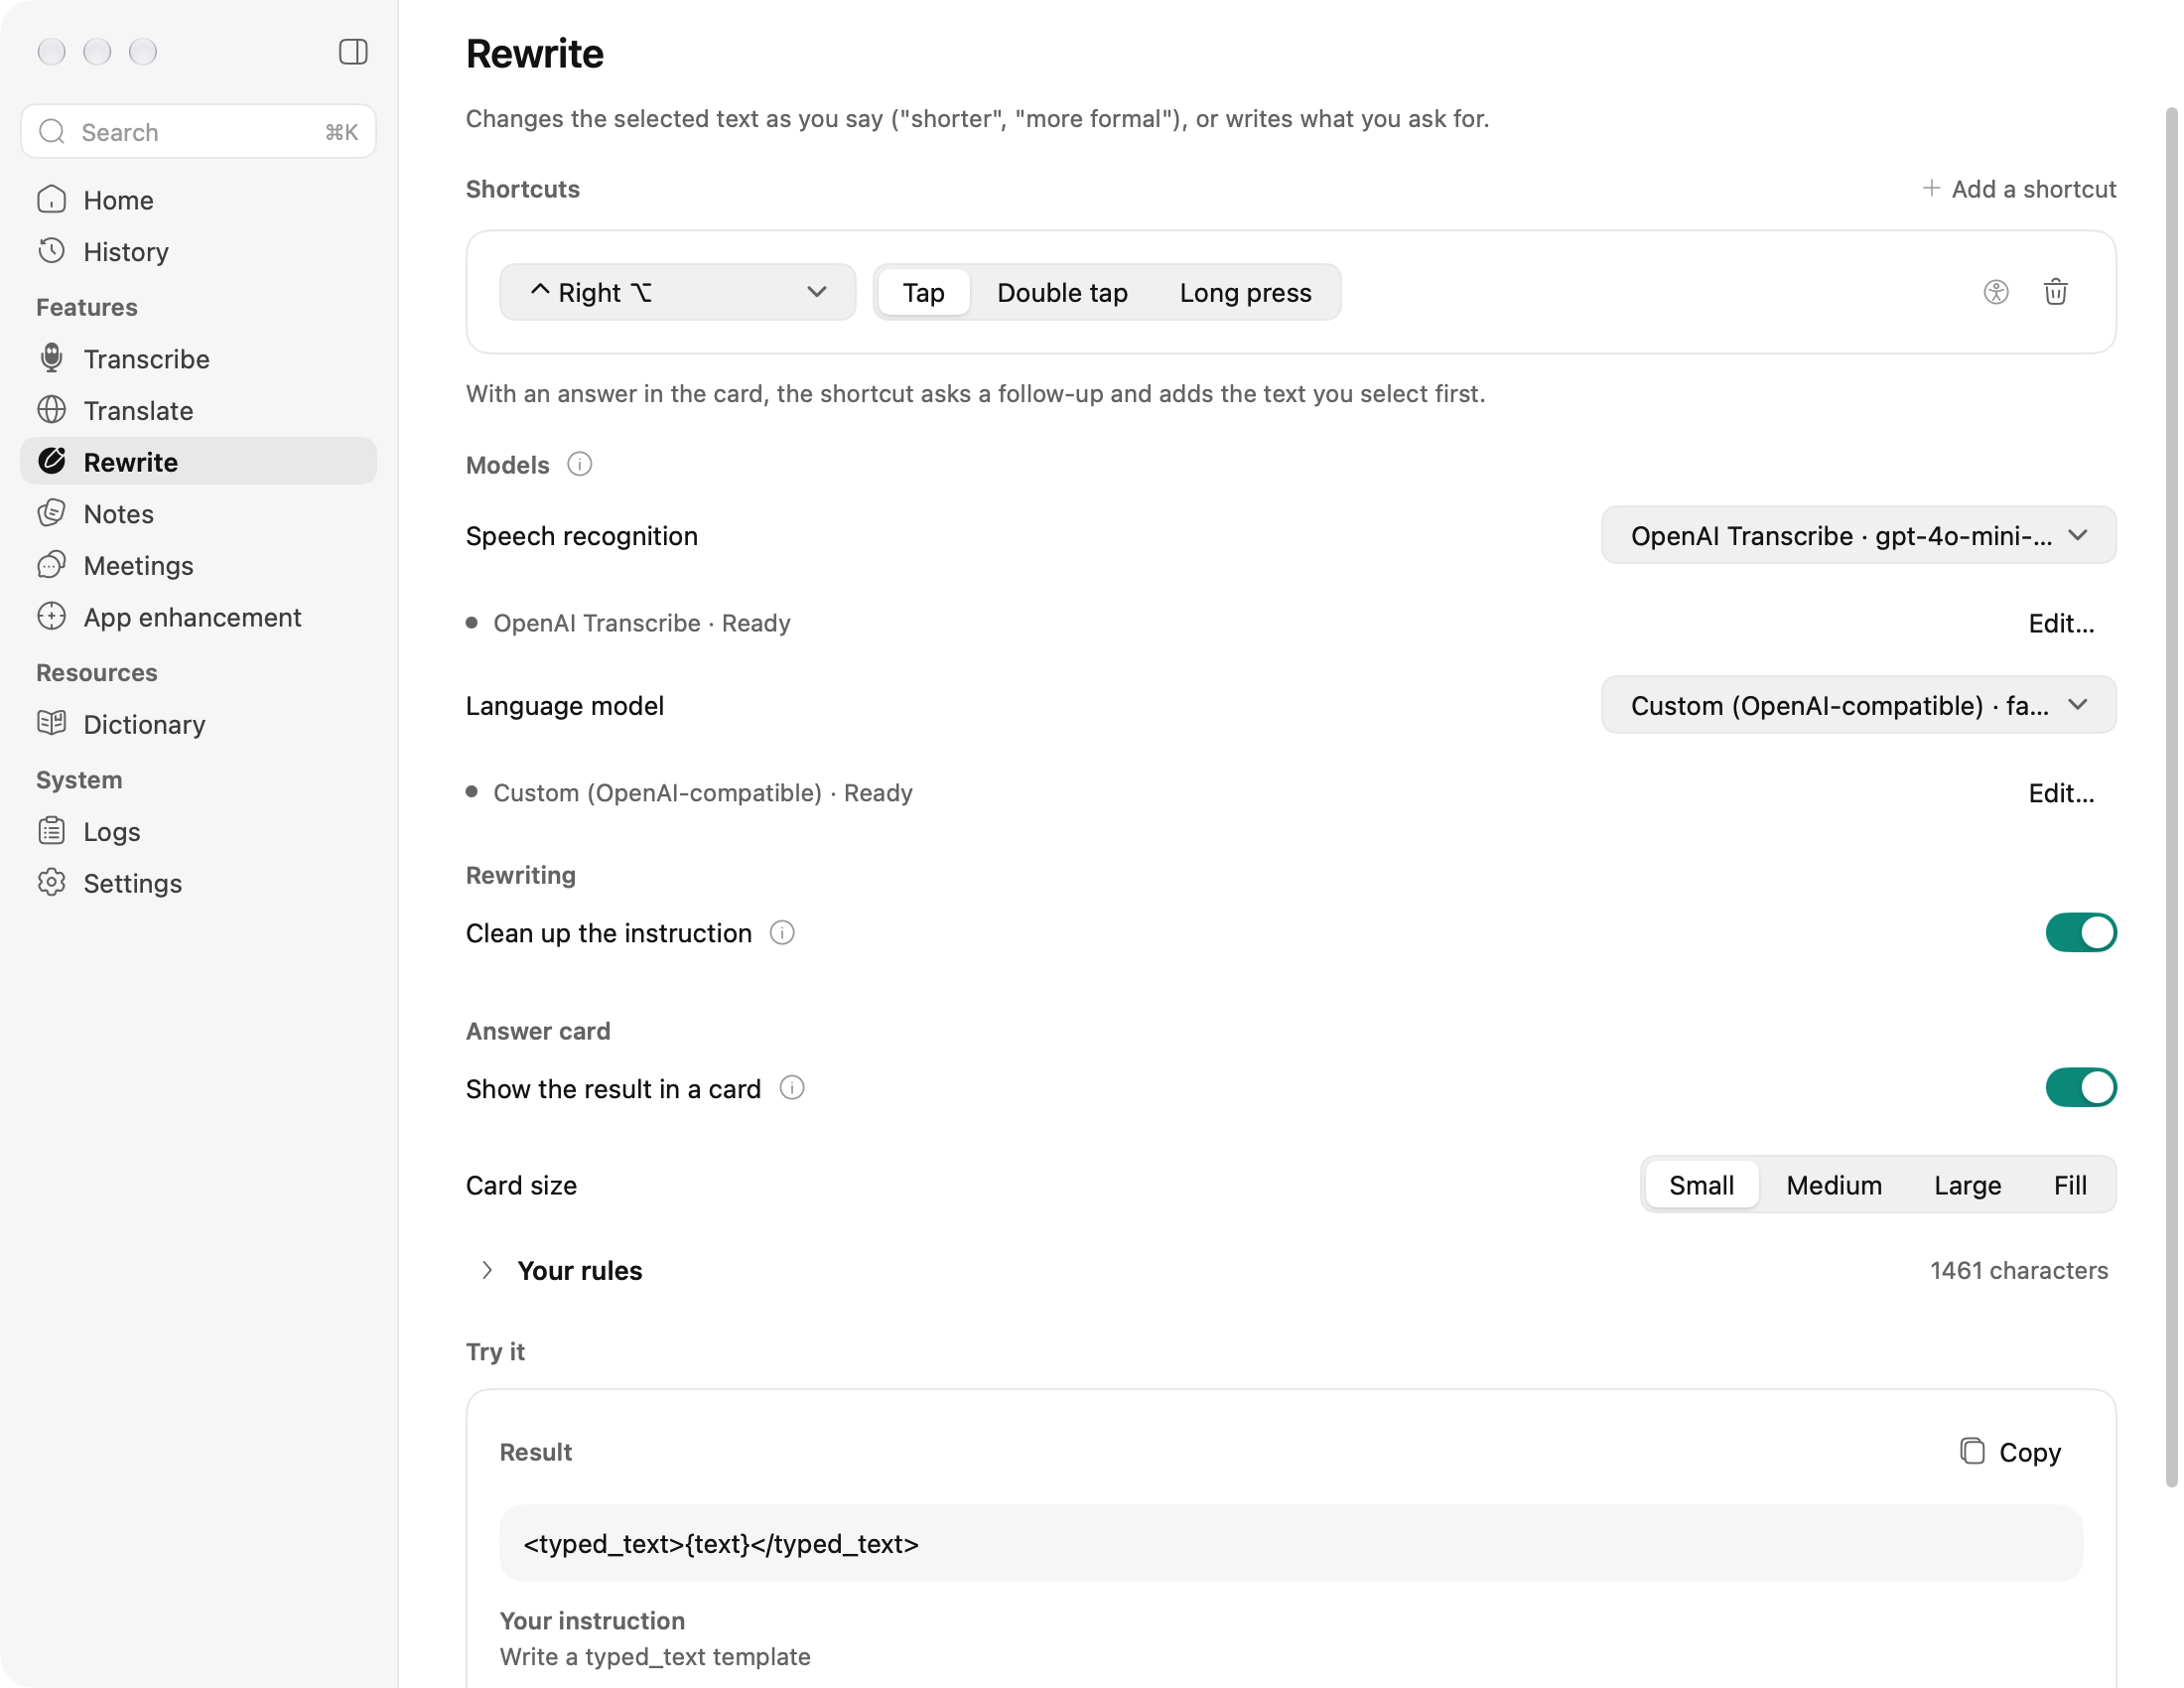 Search ⌘K
Home
History
Features
Transcribe
Translate
Rewrite
Notes
Meetings
App enhancement
Resources
Dictionary
System
Logs
Settings
Rewrite
Changes the selected text as you say ("shorter", "more formal"), or writes what you ask for.
Shortcuts + Add a shortcut
^ Right ⌥ Tap Double tap Long press
With an answer in the card, the shortcut asks a follow-up and adds the text you select first.
Models
Speech recognition OpenAI Transcribe · gpt-4o-mini-...
OpenAI Transcribe · Ready Edit...
Language model Custom (OpenAI-compatible) · fa...
Custom (OpenAI-compatible) · Ready Edit...
Rewriting
Clean up the instruction
Answer card
Show the result in a card
Card size Small Medium Large Fill
Your rules 1461 characters
Try it
Result Copy
<typed_text>{text}</typed_text>
Your instruction
Write a typed_text template